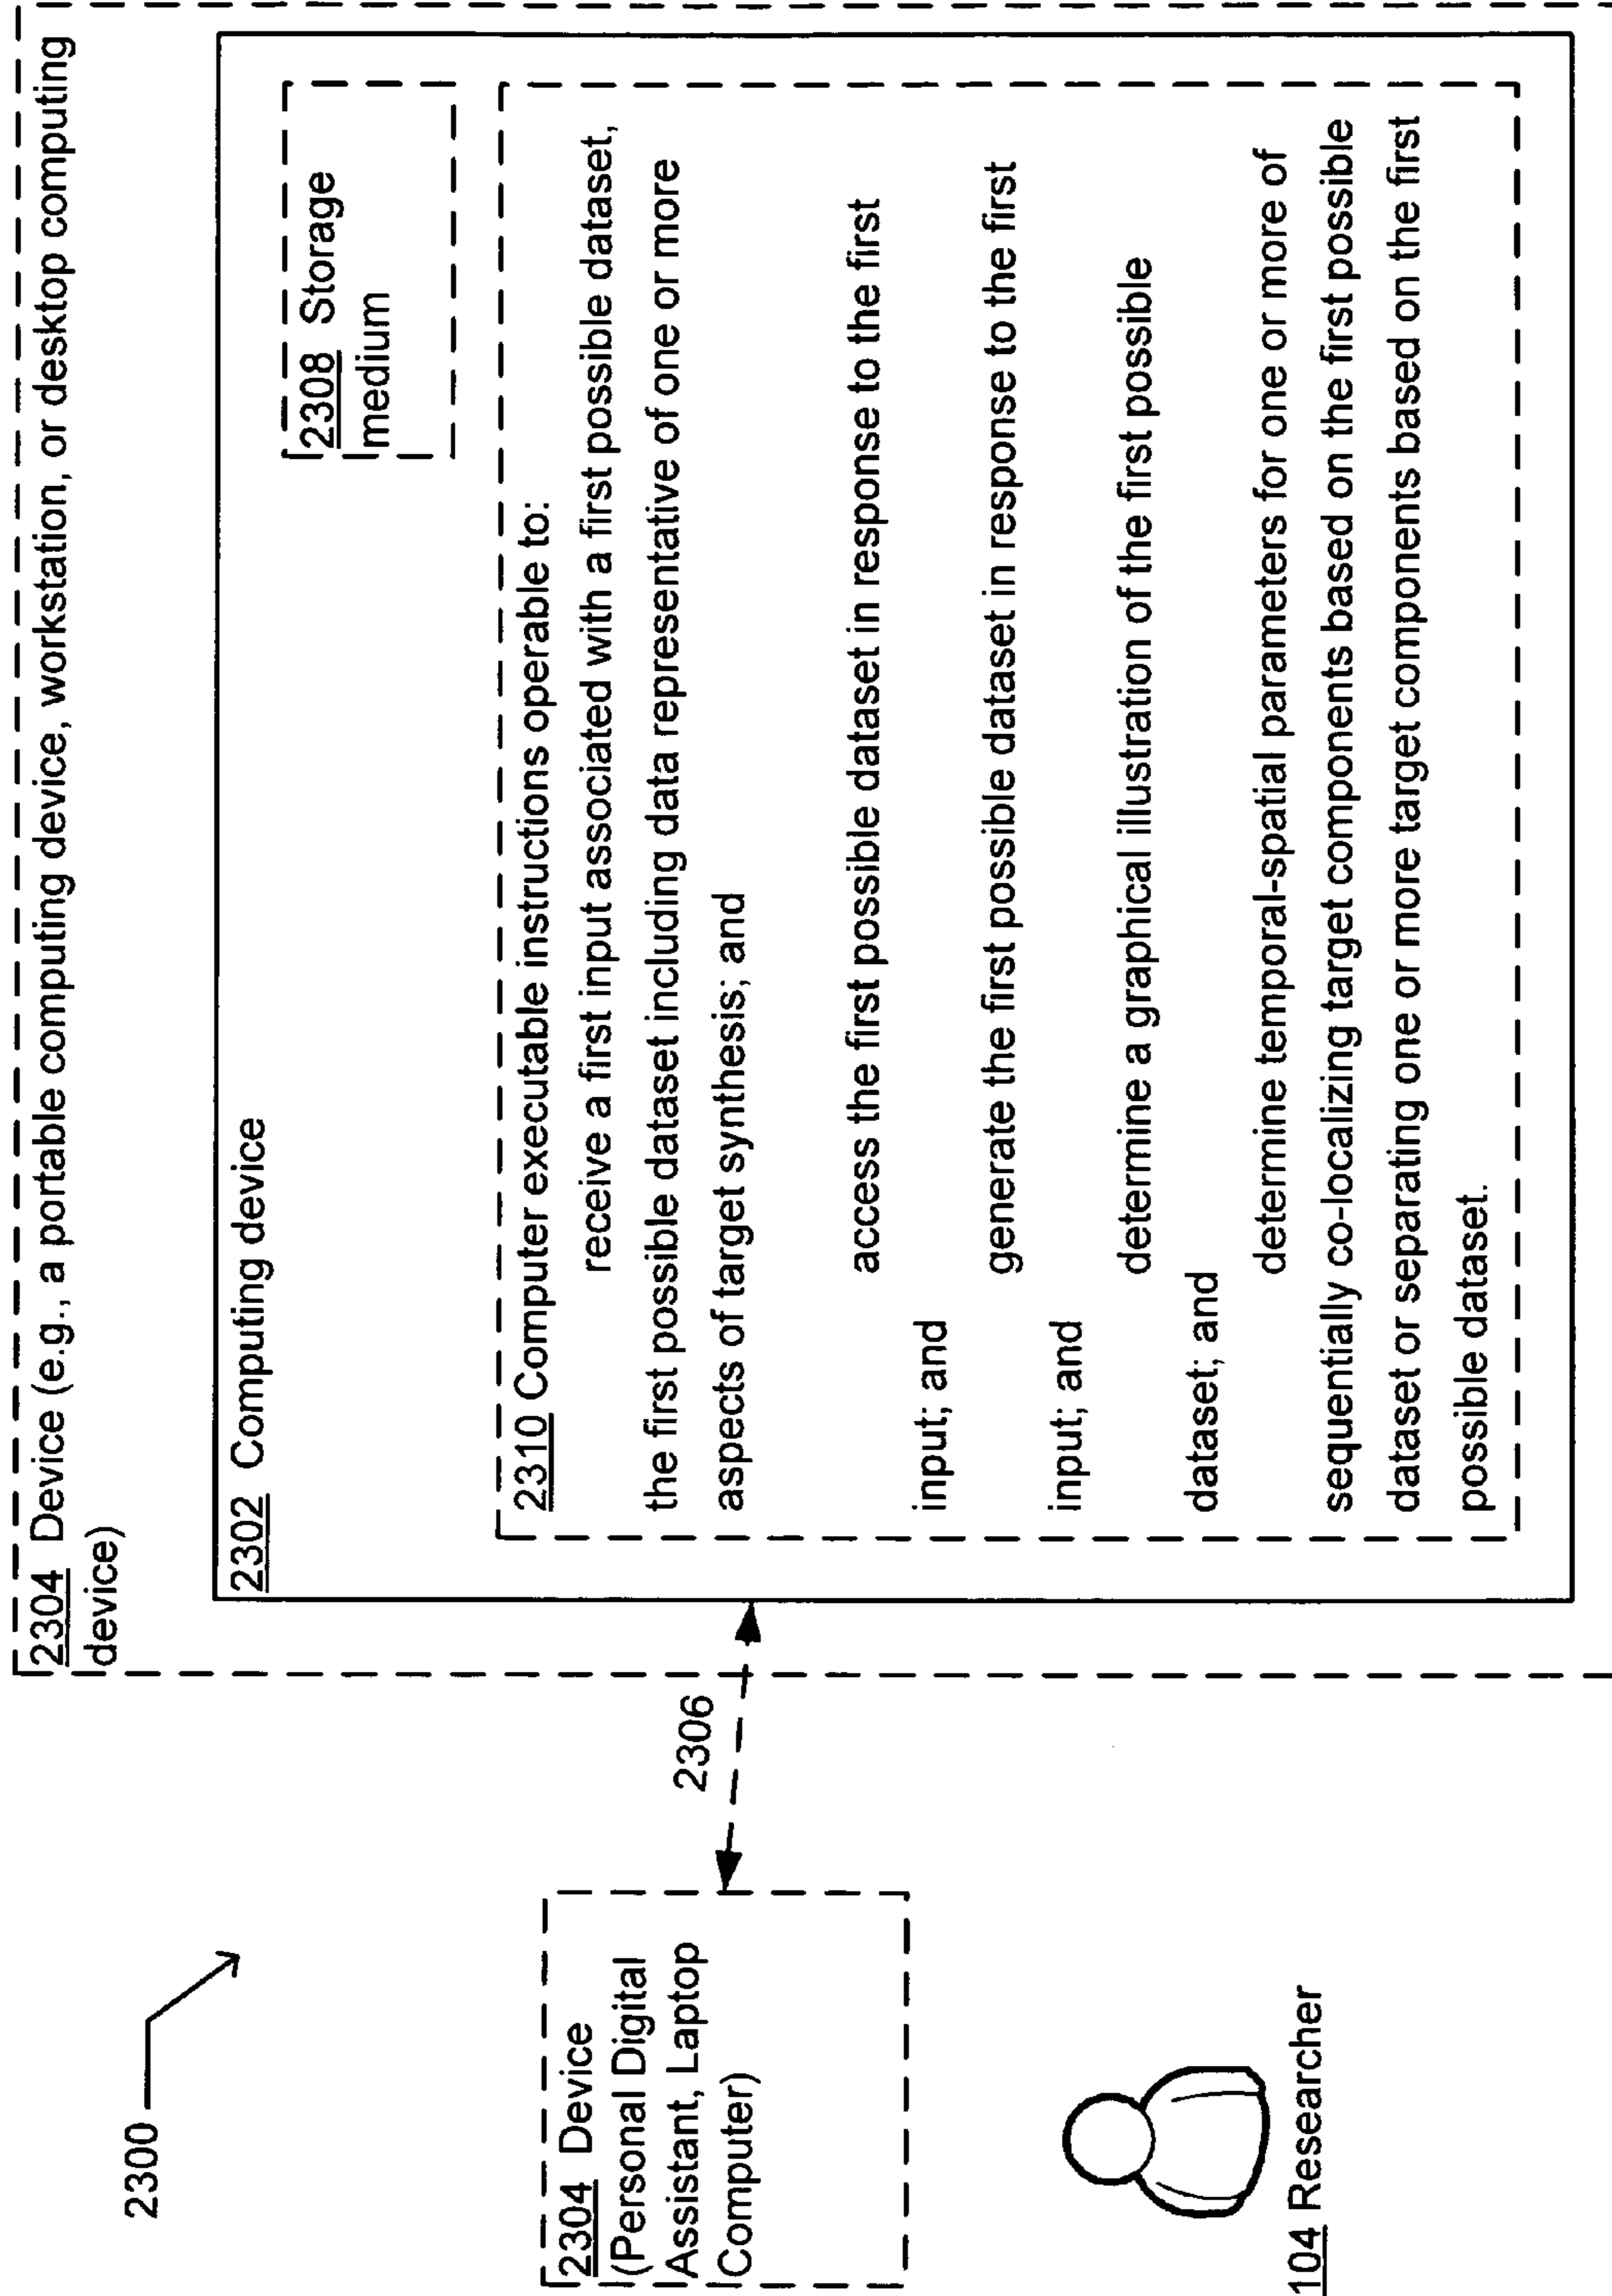 2300
2304 Device (e.g., a portable computing device, workstation, or desktop computing
device)
2302 Computing device
2308 Storage
medium
2310 Computer executable instructions operable to:
receive a first input associated with a first possible dataset,
the first possible dataset including data representative of one or more
aspects of target synthesis; and
access the first possible dataset in response to the first
input; and
generate the first possible dataset in response to the first
input; and
determine a graphical illustration of the first possible
dataset; and
determine temporal-spatial parameters for one or more of
sequentially co-localizing target components based on the first possible
dataset or separating one or more target components based on the first
possible dataset.
2306
2304 Device
(Personal Digital
Assistant, Laptop
Computer)
104 Researcher